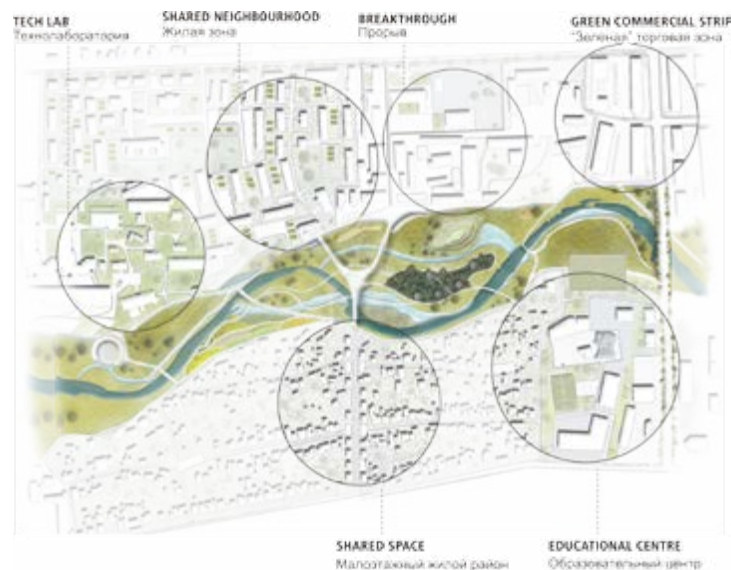 TECH LAB
Технолаборатория
SHARED NEIGHBOURHOOD
Жилая зона
BREAKTHROUGH
Прорыв
GREEN COMMERCIAL STRIP
"Зеленая" торговая зона
SHARED SPACE
Малоэтажный жилой район
EDUCATIONAL CENTRE
Образовательный центр